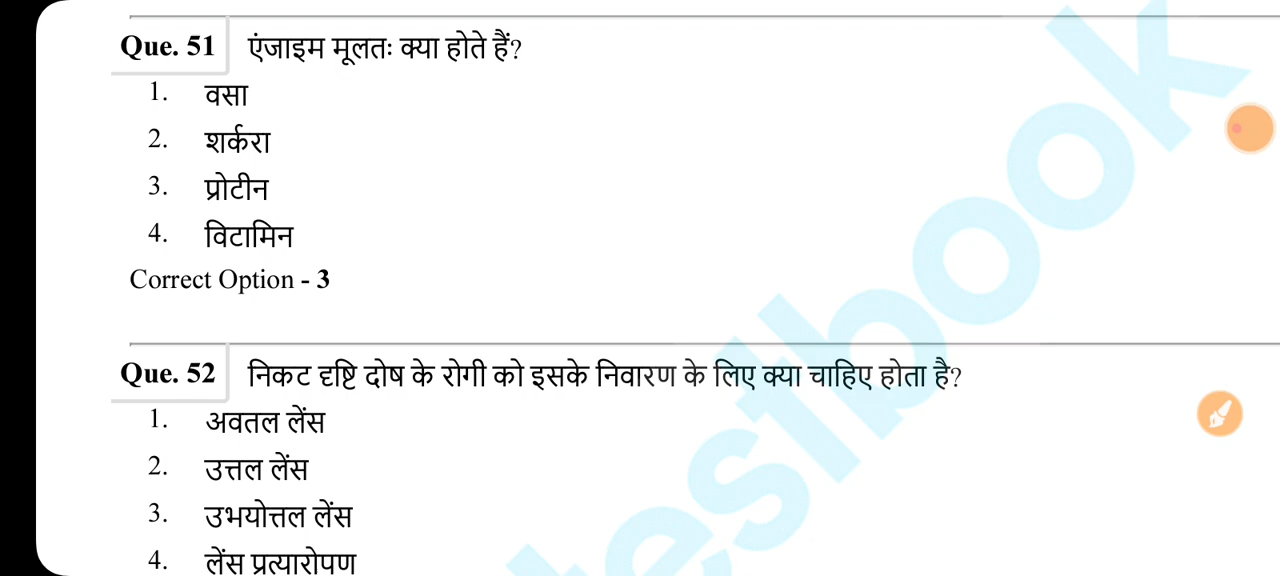 Que. 51 एंजाइम मूलतः क्या होते हैं?
1. वसा
2. शर्करा
3. प्रोटीन
4. विटामिन
Correct Option - 3
Que. 52 निकट दृष्टि दोष के रोगी को इसके निवारण के लिए क्या चाहिए होता है?
1. अवतल लेंस
2. उत्तल लेंस
3. उभयोत्तल लेंस
4. लेंस प्रत्यारोपण
estbook